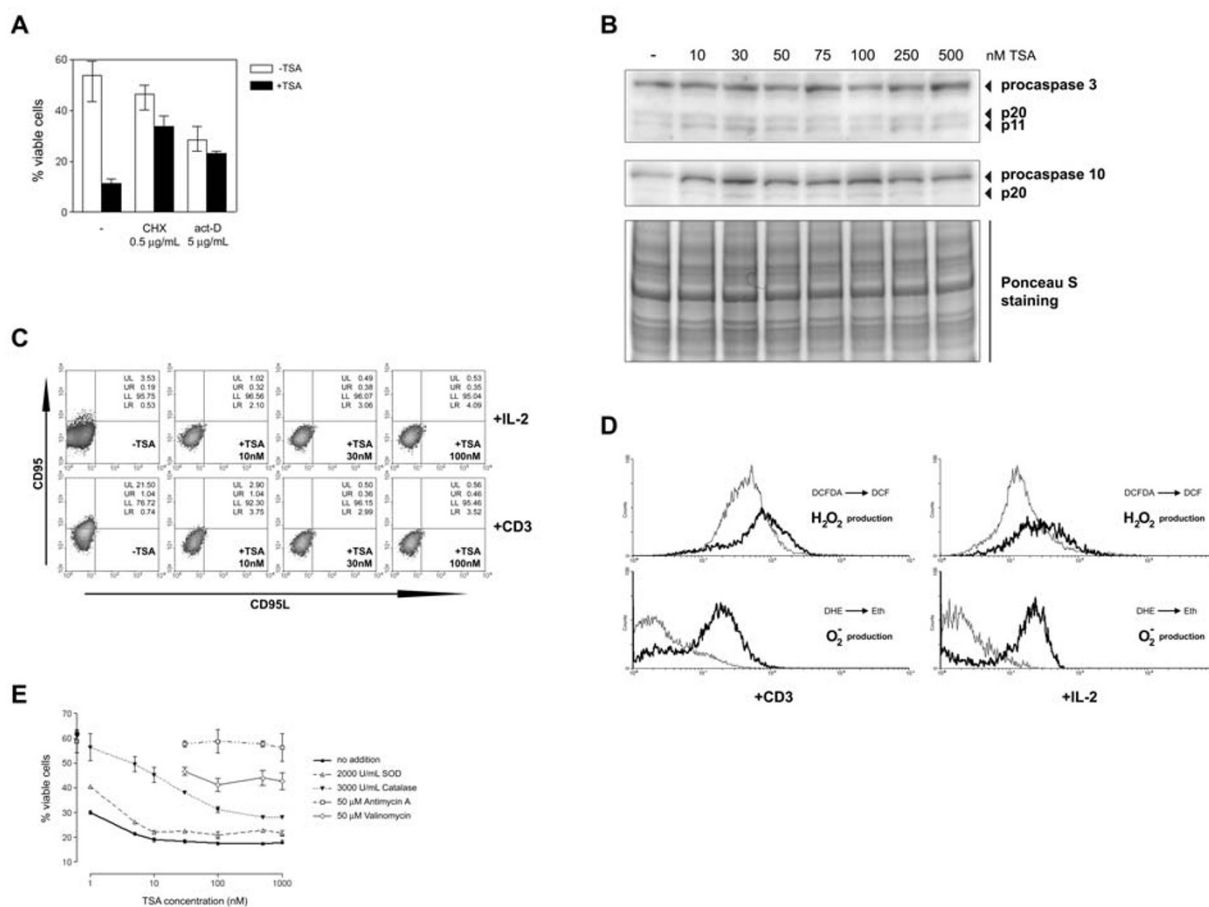 A
60
40
20
0
% viable cells
-TSA
+TSA
- CHX act-D
0.5 µg/mL 5 µg/mL
B
- 10 30 50 75 100 250 500 nM TSA
procaspase 3
p20
p11
procaspase 10
p20
Ponceau S
staining
C
CD95
UL 3.53
UR 0.19
LL 95.75
LR 0.53
-TSA
UL 1.02
UR 0.32
LL 96.56
LR 2.10
+TSA
10nM
UL 0.49
UR 0.38
LL 96.07
LR 3.06
+TSA
30nM
UL 0.53
UR 0.35
LL 95.04
LR 4.09
+TSA
100nM
+IL-2
UL 21.50
UR 1.04
LL 76.72
LR 0.74
-TSA
UL 2.90
UR 1.04
LL 92.30
LR 3.75
+TSA
10nM
UL 0.50
UR 0.36
LL 96.15
LR 2.99
+TSA
30nM
UL 0.56
UR 0.46
LL 95.46
LR 3.52
+TSA
100nM
+CD3
CD95L
D
Counts
DCFDA DCF
H2O2 production
Counts
DCFDA DCF
H2O2 production
Counts
DHE Eth
O2- production
Counts
DHE Eth
O2- production
+CD3
+IL-2
E
70
60
50
40
30
20
10
% viable cells
1 10 100 1000
TSA concentration (nM)
no addition
2000 U/mL SOD
3000 U/mL Catalase
50 µM Antimycin A
50 µM Valinomycin